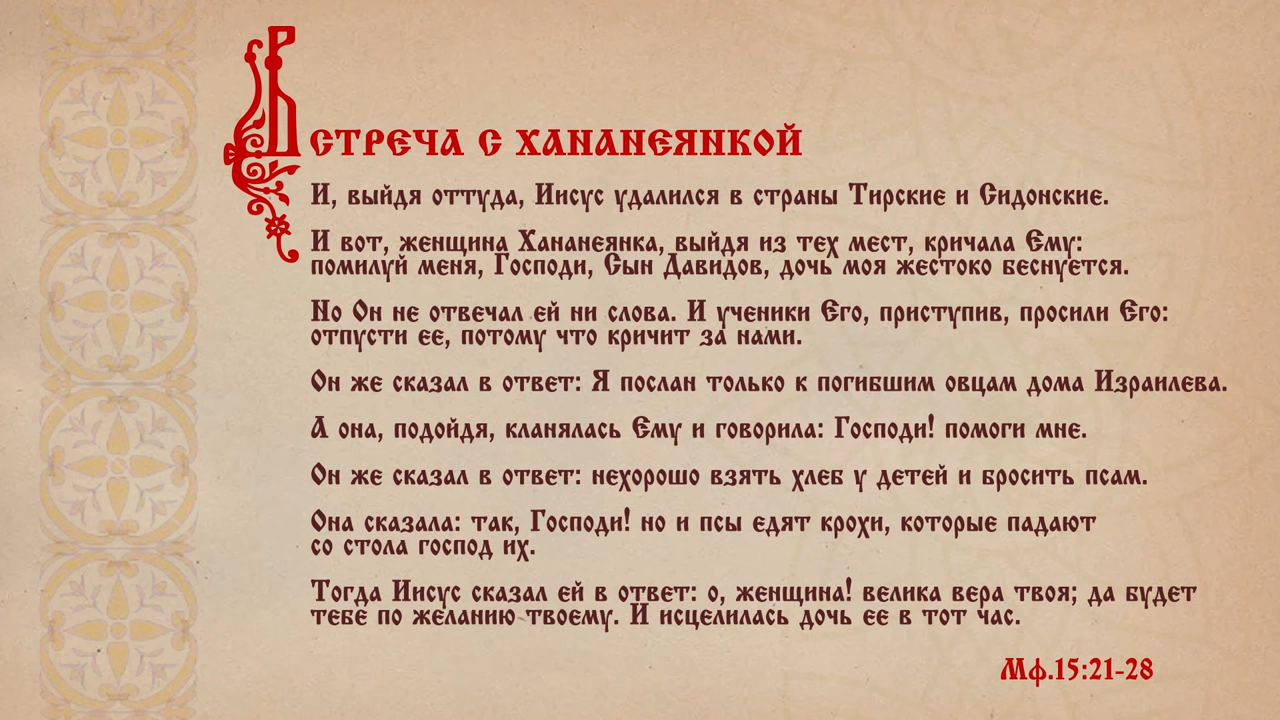 Встреча с Хананеянкой
И, выйдя оттуда, Иисус удалился в страны Тирские и Сидонские.
И вот, женщина Хананеянка, выйдя из тех мест, кричала Ему:
помилуй меня, Господи, Сын Давидов, дочь моя жестоко беснуется.
Но Он не отвечал ей ни слова. И ученики Его, приступив, просили Его:
отпусти ее, потому что кричит за нами.
Он же сказал в ответ: Я послан только к погибшим овцам дома Израилева.
А она, подойдя, кланялась Ему и говорила: Господи! помоги мне.
Он же сказал в ответ: нехорошо взять хлеб у детей и бросить псам.
Она сказала: так, Господи! но и псы едят крохи, которые падают
со стола господ их.
Тогда Иисус сказал ей в ответ: о, женщина! велика вера твоя; да будет
тебе по желанию твоему. И исцелилась дочь ее в тот час.
Мф.15:21-28